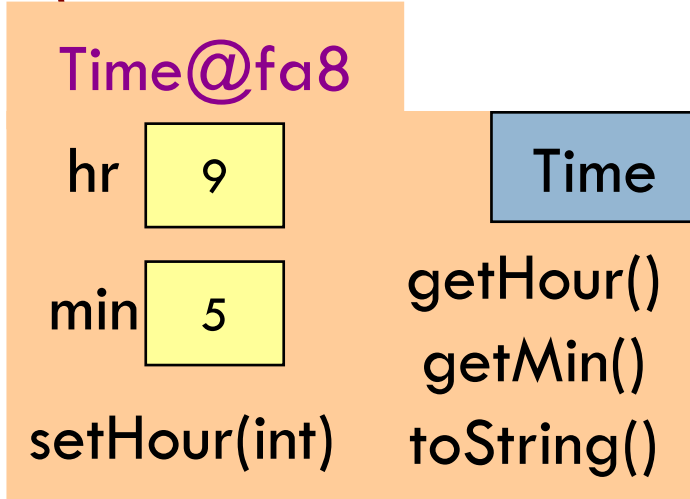 Time@fa8
hr 9
Time
min 5
getHour()
getMin()
setHour(int)
toString()